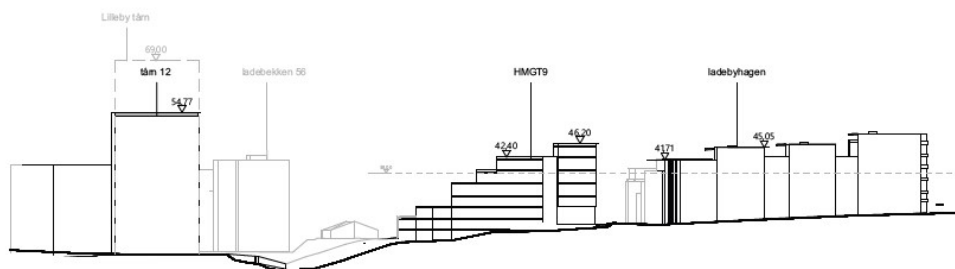 Lilleby tårn
69.00
tårn 12
ladebekken 56
HMGT9
ladebyhagen
54.77
42.40
46.20
41.71
45.05